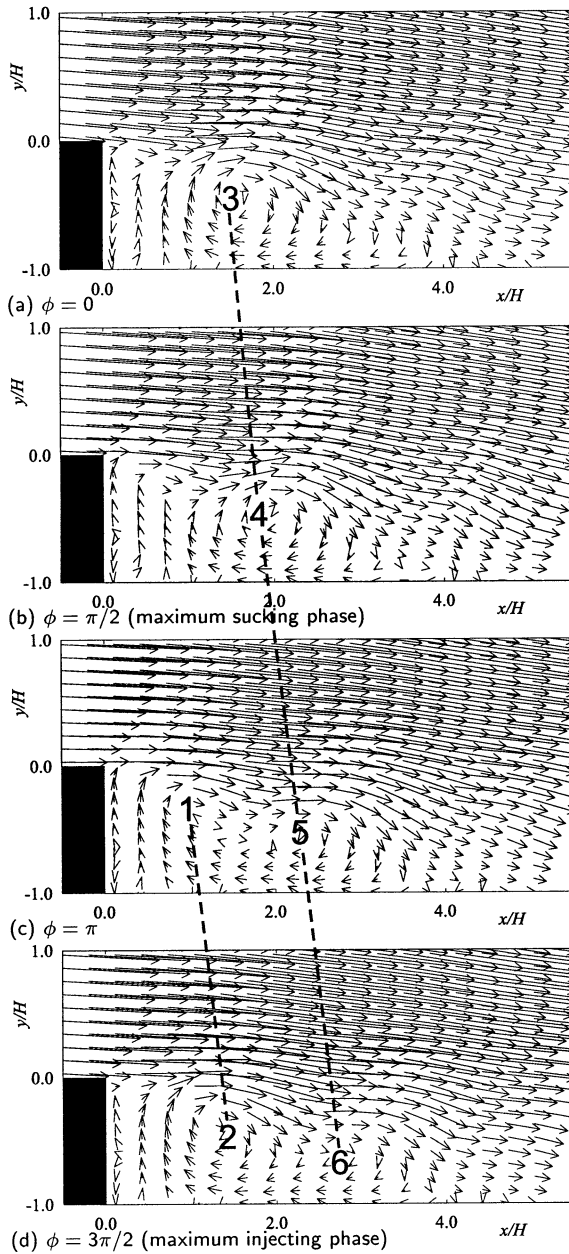 1.0
y/H
0.0
3
-1.0
0.0 2.0 4.0 x/H
(a) ϕ = 0
1.0
y/H
0.0
4
-1.0
0.0 2.0 4.0 x/H
(b) ϕ = π/2 (maximum sucking phase)
1.0
y/H
0.0
1 5
-1.0
0.0 2.0 4.0 x/H
(c) ϕ = π
1.0
y/H
0.0
2 6
-1.0
0.0 2.0 4.0 x/H
(d) ϕ = 3π/2 (maximum injecting phase)